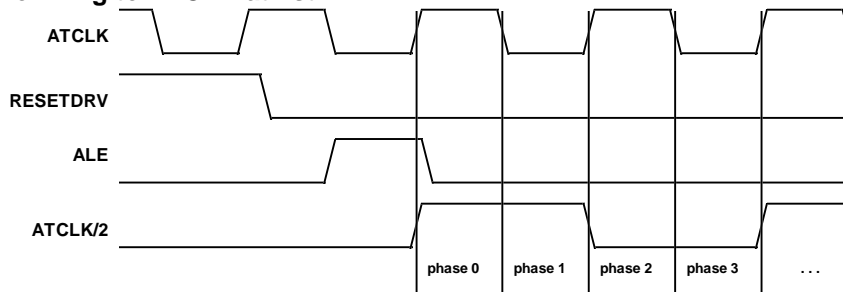 ATCLK
RESETDRV
ALE
ATCLK/2
phase 0 phase 1 phase 2 phase 3 . . .